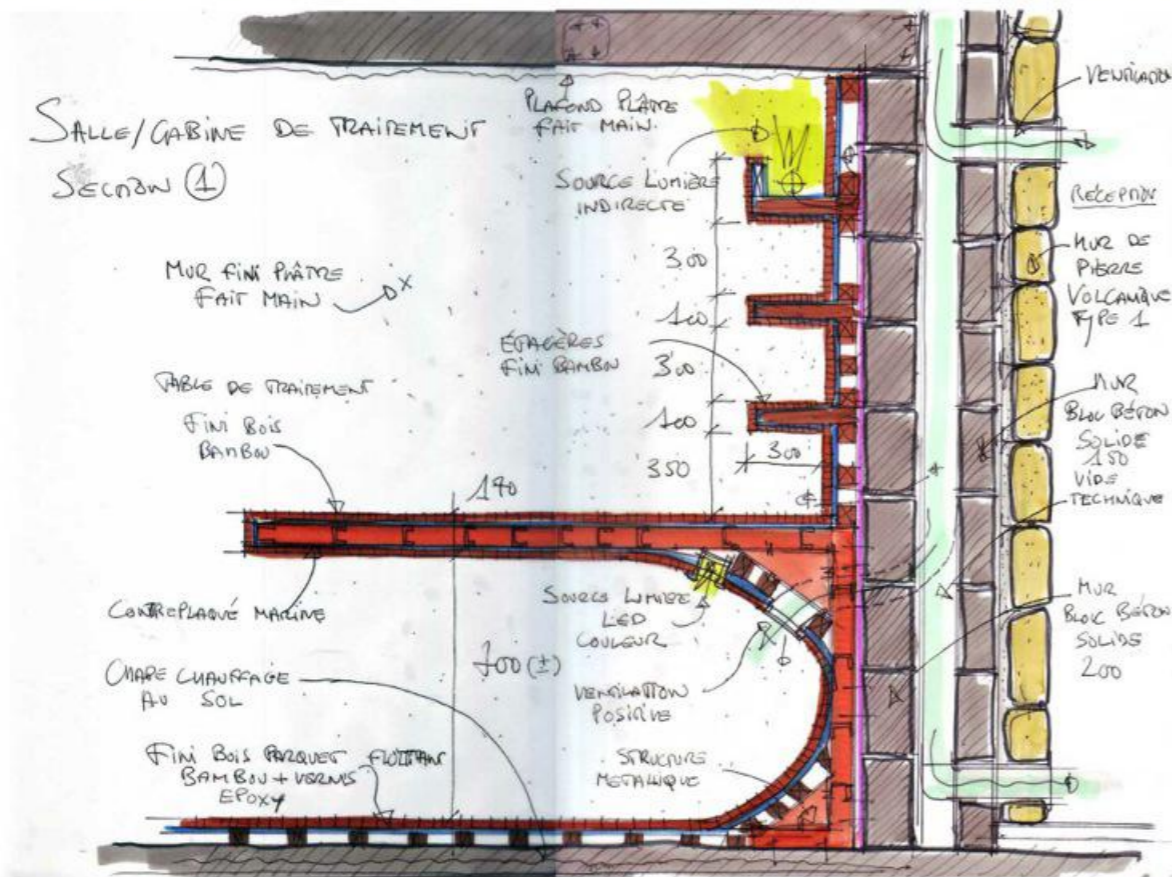 SALLE/CABINE DE TRAITEMENT
SECTION ①
PLAFOND PLÂTRE
FAIT MAIN.
VENTILATION
SOURCE LUMIÈRE
INDIRECTE
RÉCEPTION
MUR FINI PLÂTRE
FAIT MAIN
X
300
MUR DE
PIERRE
VOLCANIQUE
TYPE 1
100
ÉTAGÈRES
FINI BAMBOU
300
TABLE DE TRAITEMENT
FINI BOIS
BAMBOU
100
300
350
MUR
BLOC BÉTON
SOLIDE
150
VIDE
TECHNIQUE
CONTREPLAQUÉ MARINE
SOURCE LUMIÈRE
LED
COULEUR
MUR
BLOC BÉTON
SOLIDE
200
700 (±)
CHAPE CHAUFFAGE
AU SOL
VENTILATION
POSITIVE
FINI BOIS PARQUET FLOTTANT
BAMBOU + VERNIS
EPOXY
STRUCTURE
METALLIQUE